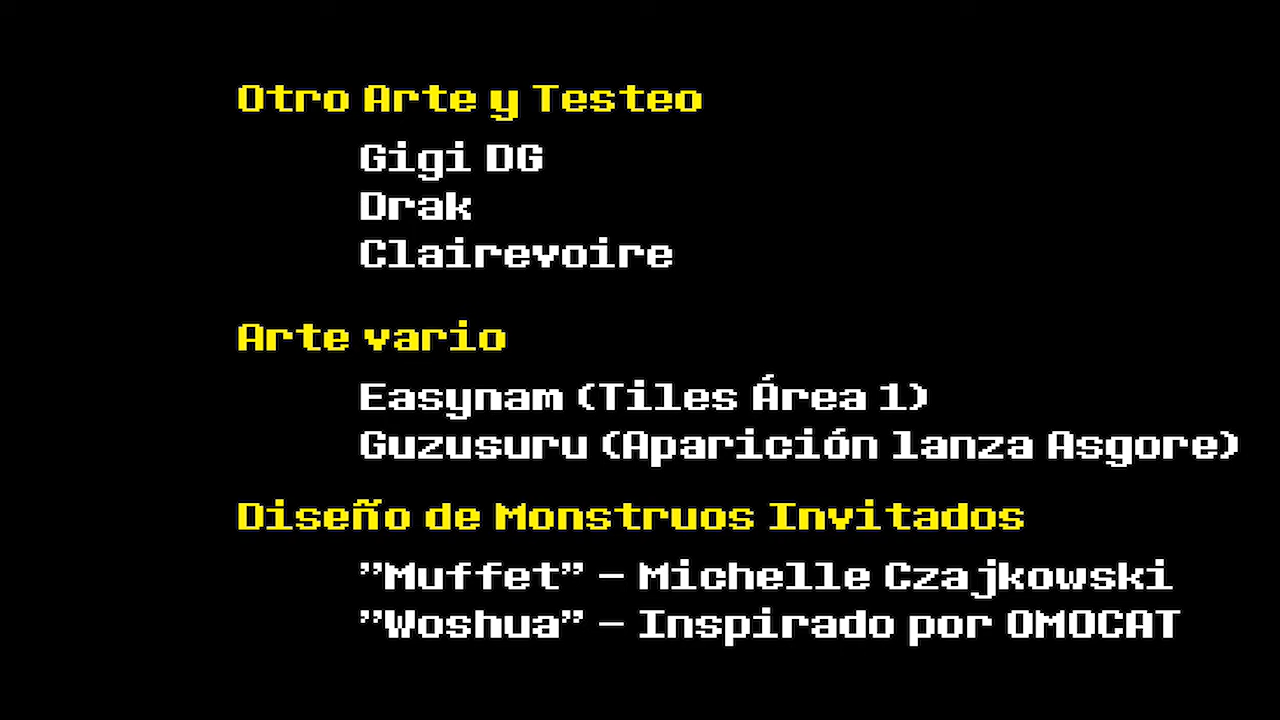 Otro Arte y Testeo
Gigi DG
Drak
Clairevoire
Arte vario
Easynam (Tiles Área 1)
Guzusuru (Aparición lanza Asgore)
Diseño de Monstruos Invitados
"Muffet" - Michelle Czajkowski
"Woshua" - Inspirado por OMOCAT